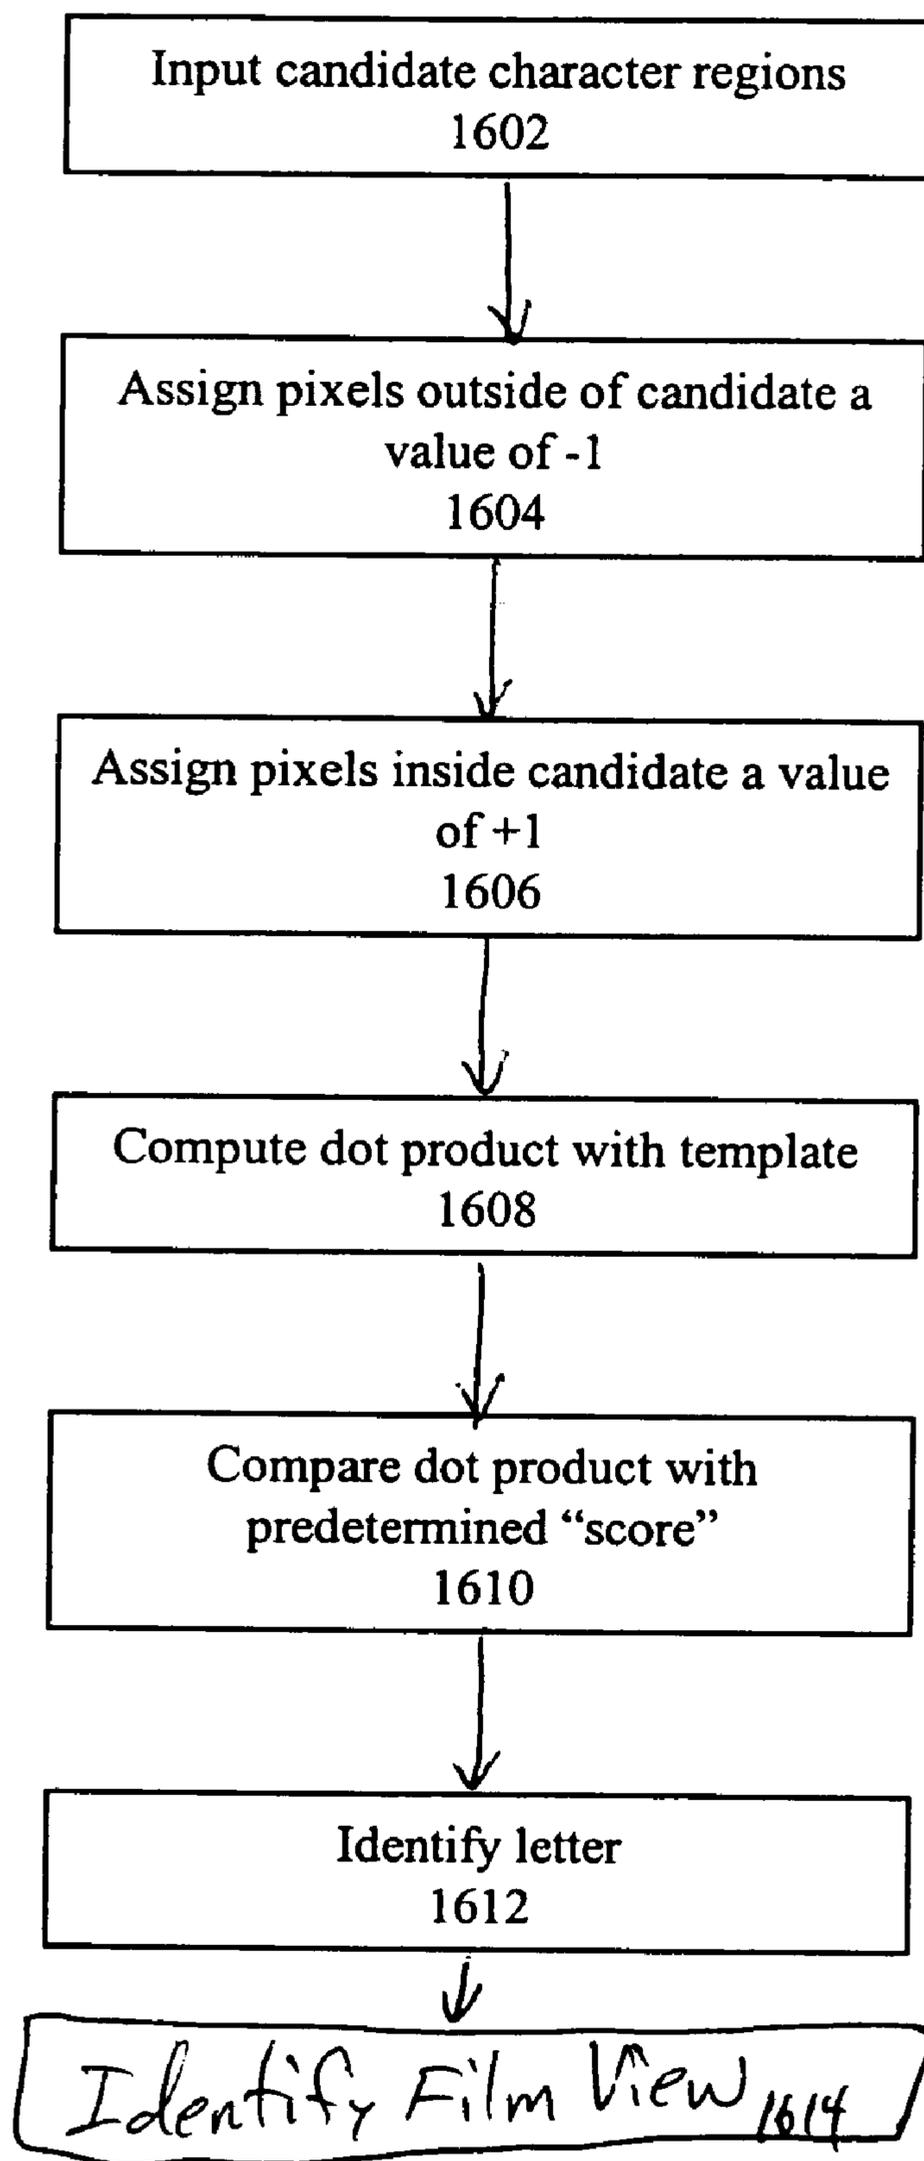 Input candidate character regions
1602
Assign pixels outside of candidate a
value of -1
1604
Assign pixels inside candidate a value
of +1
1606
Compute dot product with template
1608
Compare dot product with
predetermined “score”
1610
Identify letter
1612
Identify Film View 1614